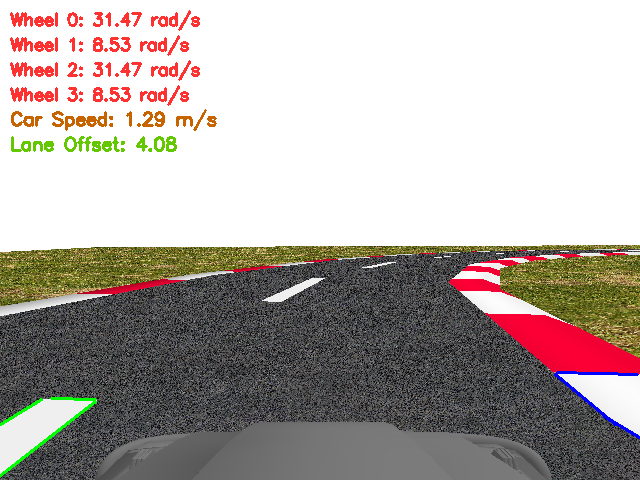 Wheel 0: 31.47 rad/s
Wheel 1: 8.53 rad/s
Wheel 2: 31.47 rad/s
Wheel 3: 8.53 rad/s
Car Speed: 1.29 m/s
Lane Offset: 4.08